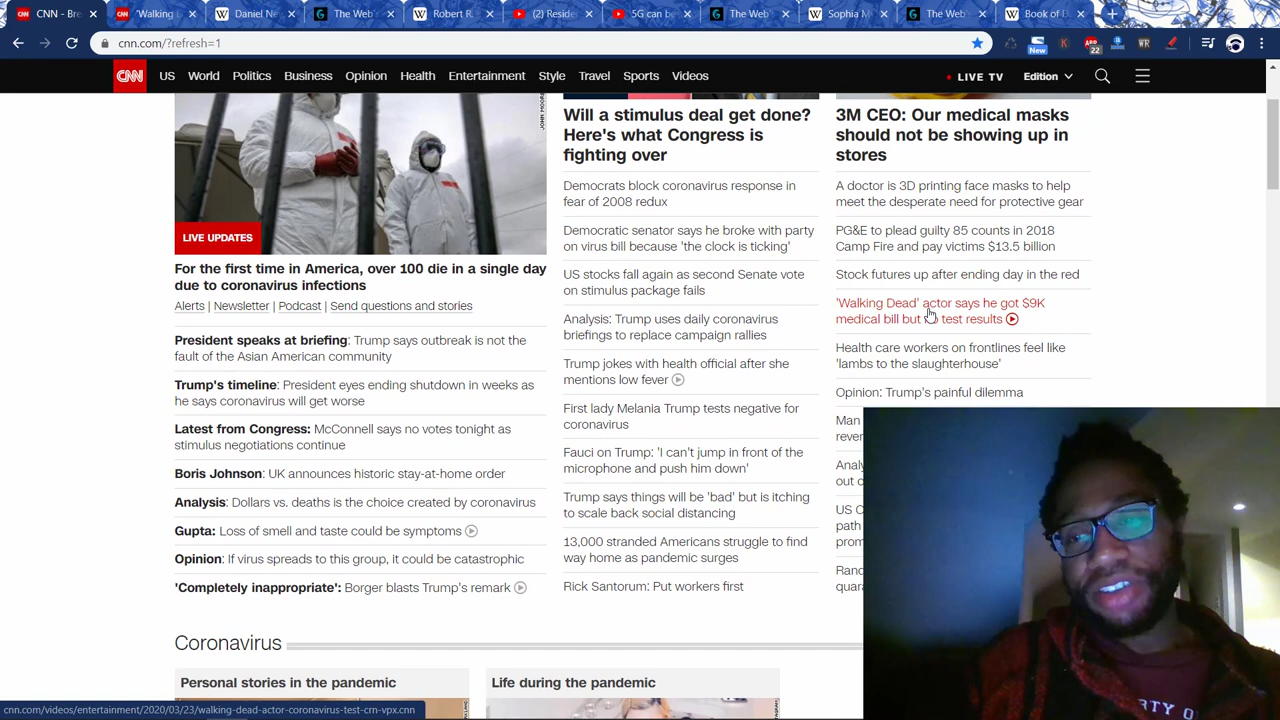 CNN - Bre
'Walking
Daniel Ne
The Web'
Robert R
(2) Reside
5G can b
The Web'
Sophia M
The Web'
Book of E
cnn.com/?refresh=1
New
22
WR
CNN
US
World
Politics
Business
Opinion
Health
Entertainment
Style
Travel
Sports
Videos
LIVE TV
Edition
LIVE UPDATES
For the first time in America, over 100 die in a single day
due to coronavirus infections
Alerts | Newsletter | Podcast | Send questions and stories
President speaks at briefing: Trump says outbreak is not the
fault of the Asian American community
Trump's timeline: President eyes ending shutdown in weeks as
he says coronavirus will get worse
Latest from Congress: McConnell says no votes tonight as
stimulus negotiations continue
Boris Johnson: UK announces historic stay-at-home order
Analysis: Dollars vs. deaths is the choice created by coronavirus
Gupta: Loss of smell and taste could be symptoms
Opinion: If virus spreads to this group, it could be catastrophic
'Completely inappropriate': Borger blasts Trump's remark
Will a stimulus deal get done?
Here's what Congress is
fighting over
Democrats block coronavirus response in
fear of 2008 redux
Democratic senator says he broke with party
on virus bill because 'the clock is ticking'
US stocks fall again as second Senate vote
on stimulus package fails
Analysis: Trump uses daily coronavirus
briefings to replace campaign rallies
Trump jokes with health official after she
mentions low fever
First lady Melania Trump tests negative for
coronavirus
Fauci on Trump: 'I can't jump in front of the
microphone and push him down'
Trump says things will be 'bad' but is itching
to scale back social distancing
13,000 stranded Americans struggle to find
way home as pandemic surges
Rick Santorum: Put workers first
3M CEO: Our medical masks
should not be showing up in
stores
A doctor is 3D printing face masks to help
meet the desperate need for protective gear
PG&E to plead guilty 85 counts in 2018
Camp Fire and pay victims $13.5 billion
Stock futures up after ending day in the red
'Walking Dead' actor says he got $9K
medical bill but no test results
Health care workers on frontlines feel like
'lambs to the slaughterhouse'
Opinion: Trump's painful dilemma
Man
reve
Analy
out o
US C
path
prom
Rand
quara
Coronavirus
Personal stories in the pandemic
Life during the pandemic
cnn.com/videos/entertainment/2020/03/23/walking-dead-actor-coronavirus-test-crn-vpx.cnn